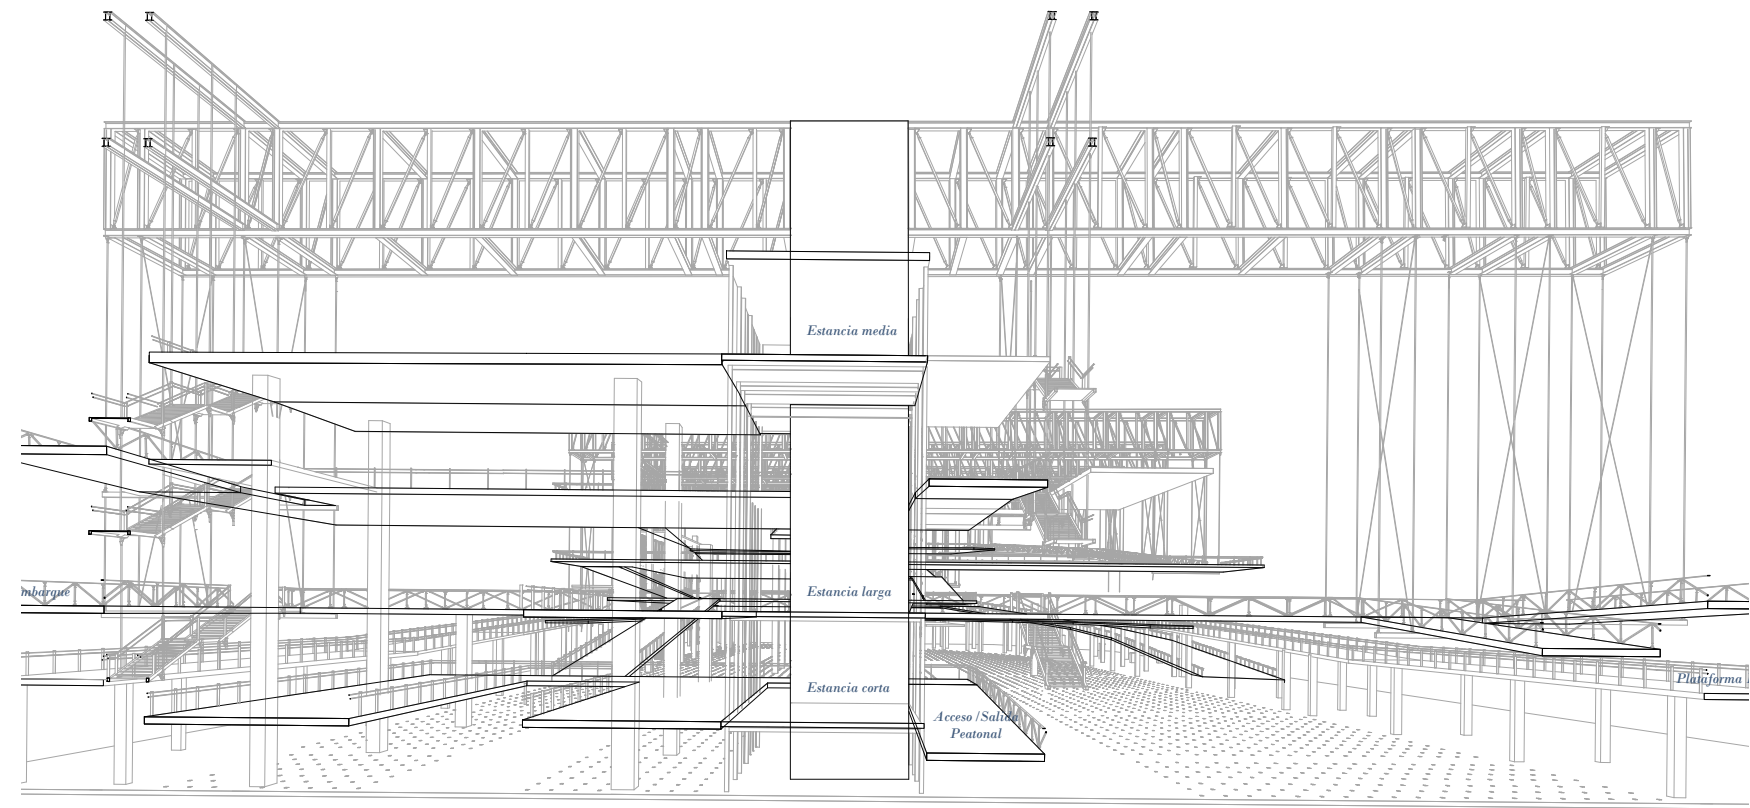 Estancia media
mbarque
Estancia larga
Estancia corta
Plataforma
Acceso /Salida
Peatonal